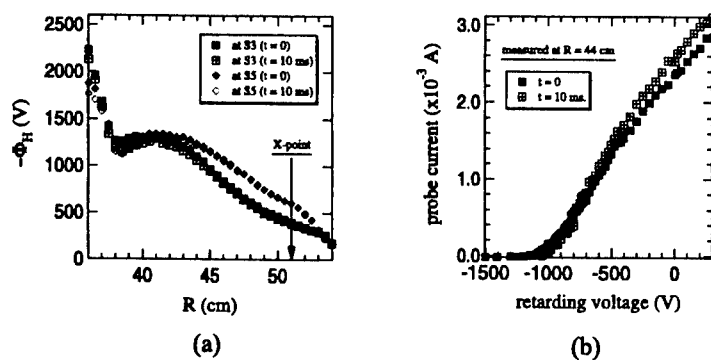 2500
2000
1500
1000
500
0
−Φ_H (V)
at S3 (t = 0)
at S3 (t = 10 ms)
at S5 (t = 0)
at S5 (t = 10 ms)
X-point
40
45
50
R (cm)
(a)
3.0
2.0
1.0
0.0
probe current (x10⁻³ A)
measured at R = 44 cm
t = 0
t = 10 ms.
-1500
-1000
-500
0
retarding voltage (V)
(b)